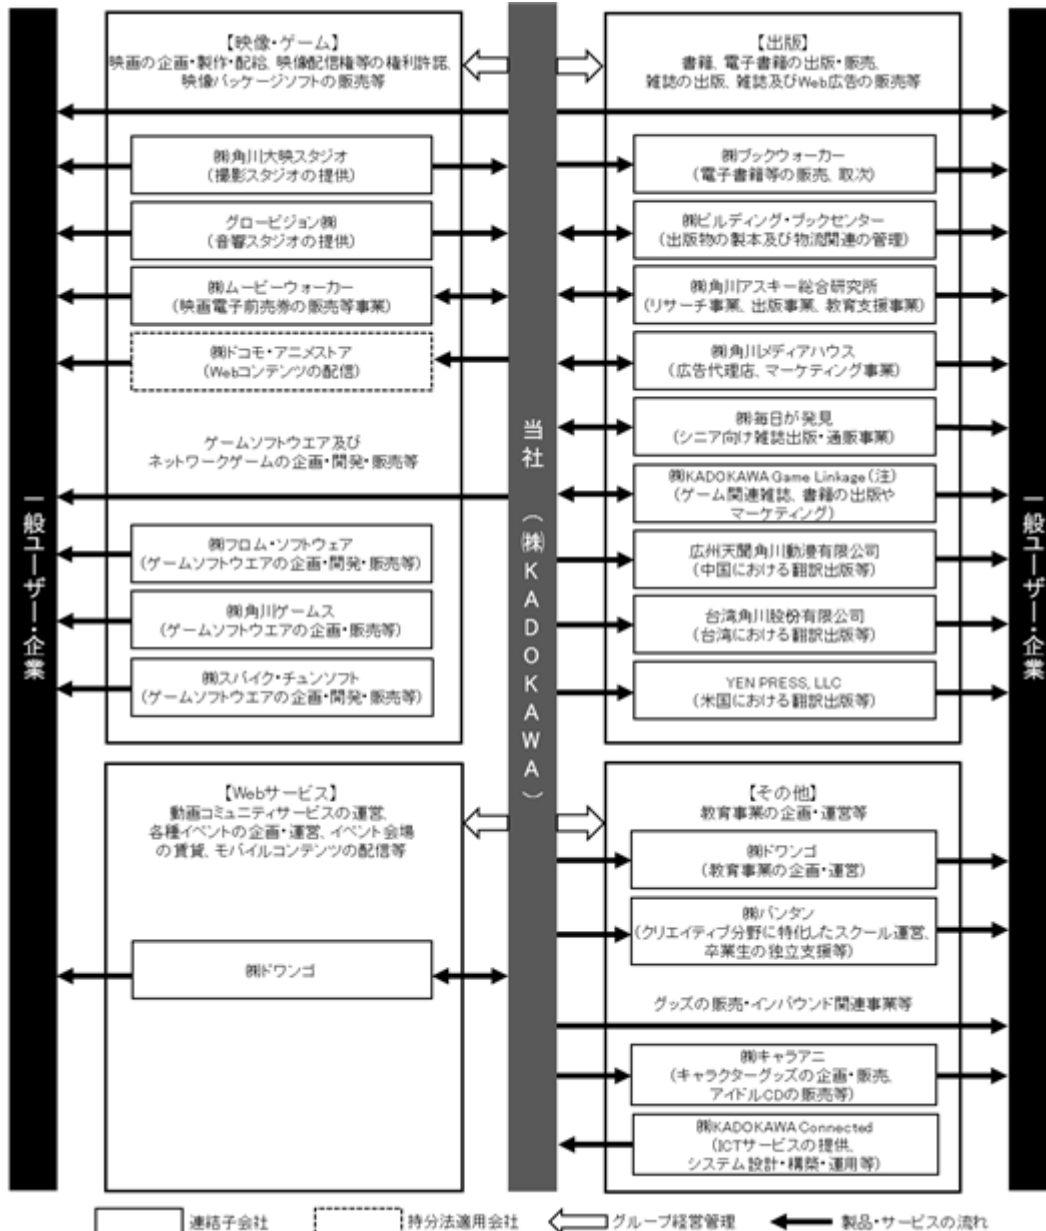 一般ユーザー・企業
【映像・ゲーム】
映画の企画・製作・配給、映像配信権等の権利許諾、
映像パッケージソフトの販売等
㈱角川大映スタジオ
(撮影スタジオの提供)
グロービジョン㈱
(音響スタジオの提供)
㈱ムービーウォーカー
(映画電子前売券の販売等事業)
㈱ドコモ・アニメストア
(Webコンテンツの配信)
ゲームソフトウエア及び
ネットワークゲームの企画・開発・販売等
㈱フロム・ソフトウェア
(ゲームソフトウエアの企画・開発・販売等)
㈱角川ゲームス
(ゲームソフトウエアの企画・販売等)
㈱スパイク・チュンソフト
(ゲームソフトウエアの企画・開発・販売等)
【Webサービス】
動画コミュニティサービスの運営、
各種イベントの企画・運営、イベント会場
の賃貸、モバイルコンテンツの配信等
㈱ドワンゴ
当社(㈱KADOKAWA)
【出版】
書籍、電子書籍の出版・販売、
雑誌の出版、雑誌及びWeb広告の販売等
㈱ブックウォーカー
(電子書籍等の販売、取次)
㈱ビルディング・ブックセンター
(出版物の製本及び物流関連の管理)
㈱角川アスキー総合研究所
(リサーチ事業、出版事業、教育支援事業)
㈱角川メディアハウス
(広告代理店、マーケティング事業)
㈱毎日が発見
(シニア向け雑誌出版・通販事業)
㈱KADOKAWA Game Linkage(注)
(ゲーム関連雑誌、書籍の出版や
マーケティング)
広州天聞角川動漫有限公司
(中国における翻訳出版等)
台湾角川股份有限公司
(台湾における翻訳出版等)
YEN PRESS, LLC
(米国における翻訳出版等)
【その他】
教育事業の企画・運営等
㈱ドワンゴ
(教育事業の企画・運営)
㈱バンタン
(クリエイティブ分野に特化したスクール運営、
卒業生の独立支援等)
グッズの販売・インバウンド関連事業等
㈱キャラアニ
(キャラクターグッズの企画・販売、
アイドルCDの販売等)
㈱KADOKAWA Connected
(ICTサービスの提供、
システム設計・構築・運用等)
一般ユーザー・企業
連結子会社
持分法適用会社
グループ経営管理
製品・サービスの流れ